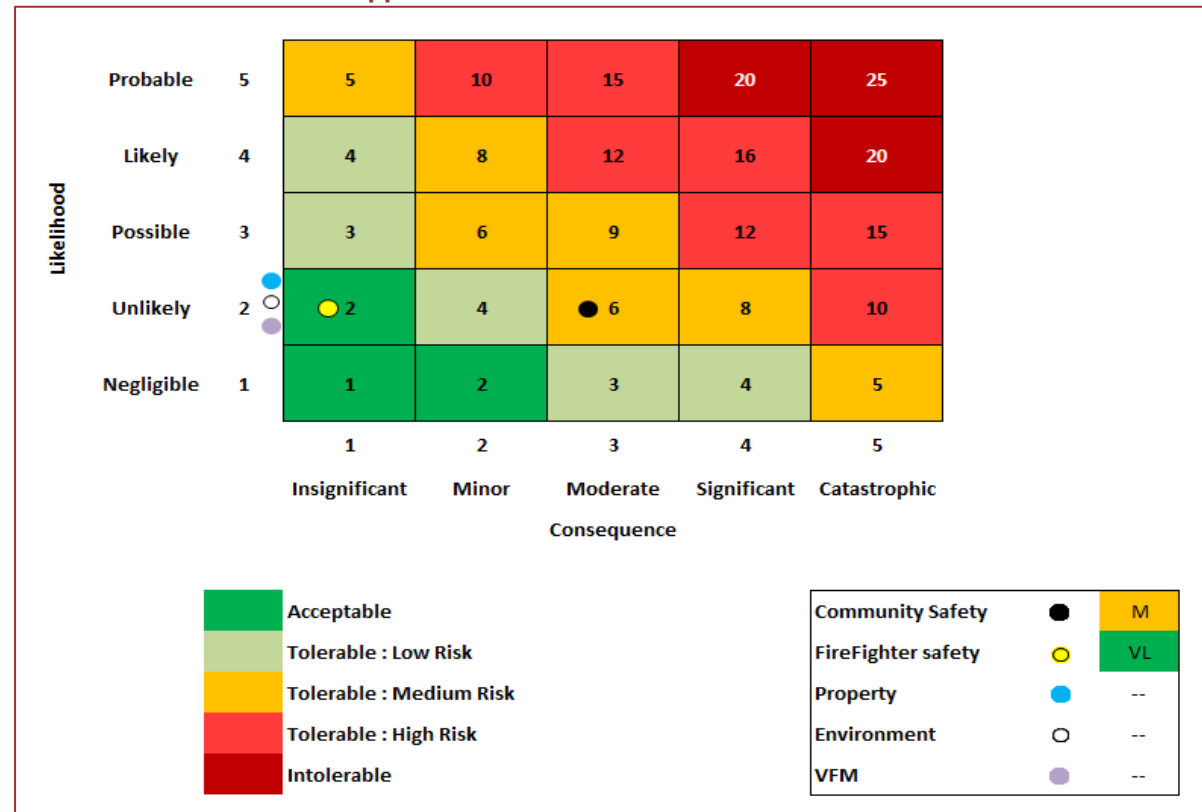 Probable 5 5 10 15 20 25
Likely 4 4 8 12 16 20
Likelihood
Possible 3 3 6 9 12 15
Unlikely 2 2 4 6 8 10
Negligible 1 1 2 3 4 5
1 2 3 4 5
Insignificant Minor Moderate Significant Catastrophic
Consequence
Acceptable
Tolerable : Low Risk
Tolerable : Medium Risk
Tolerable : High Risk
Intolerable
Community Safety M
FireFighter safety VL
Property --
Environment --
VFM --